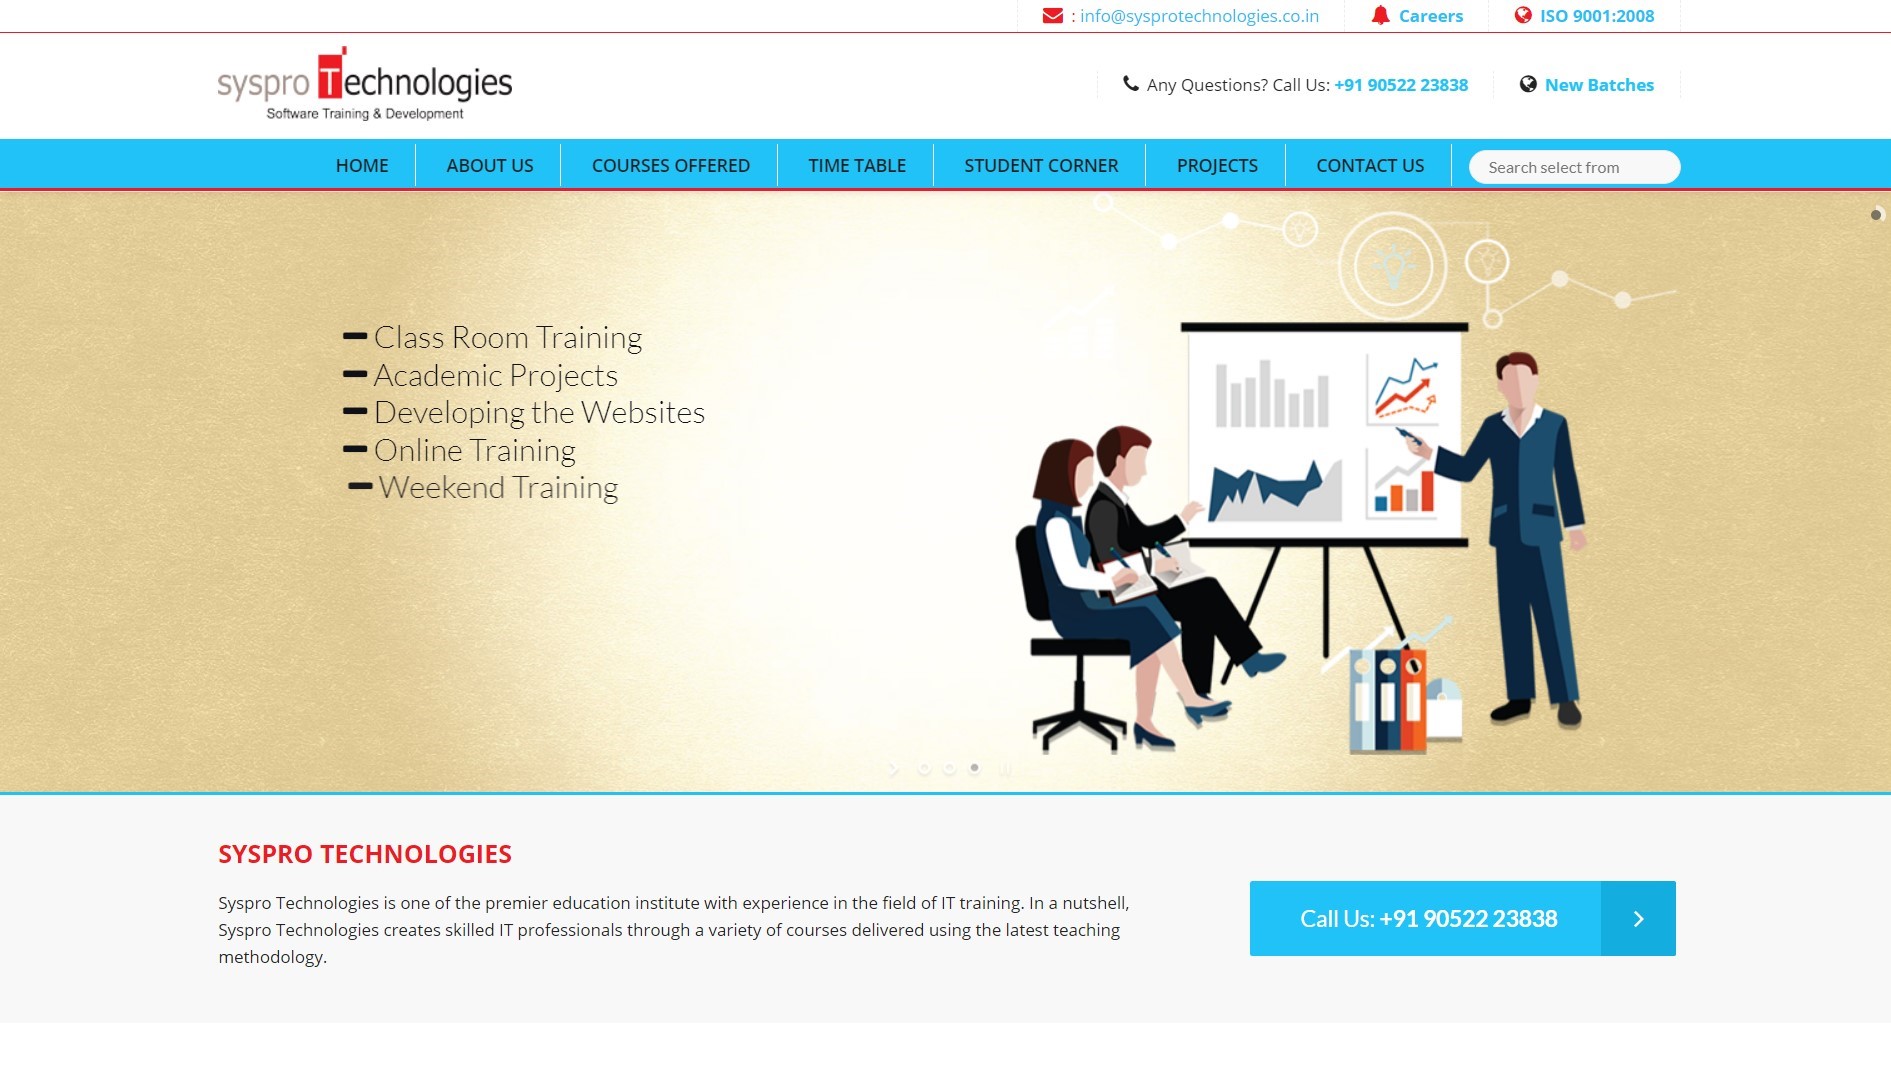 : info@sysprotechnologies.co.in
Careers
ISO 9001:2008
syspro Technologies
Software Training & Development
Any Questions? Call Us: +91 90522 23838
New Batches
HOME
ABOUT US
COURSES OFFERED
TIME TABLE
STUDENT CORNER
PROJECTS
CONTACT US
Search select from
Class Room Training
Academic Projects
Developing the Websites
Online Training
Weekend Training
SYSPRO TECHNOLOGIES
Syspro Technologies is one of the premier education institute with experience in the field of IT training. In a nutshell,
Syspro Technologies creates skilled IT professionals through a variety of courses delivered using the latest teaching
methodology.
Call Us: +91 90522 23838